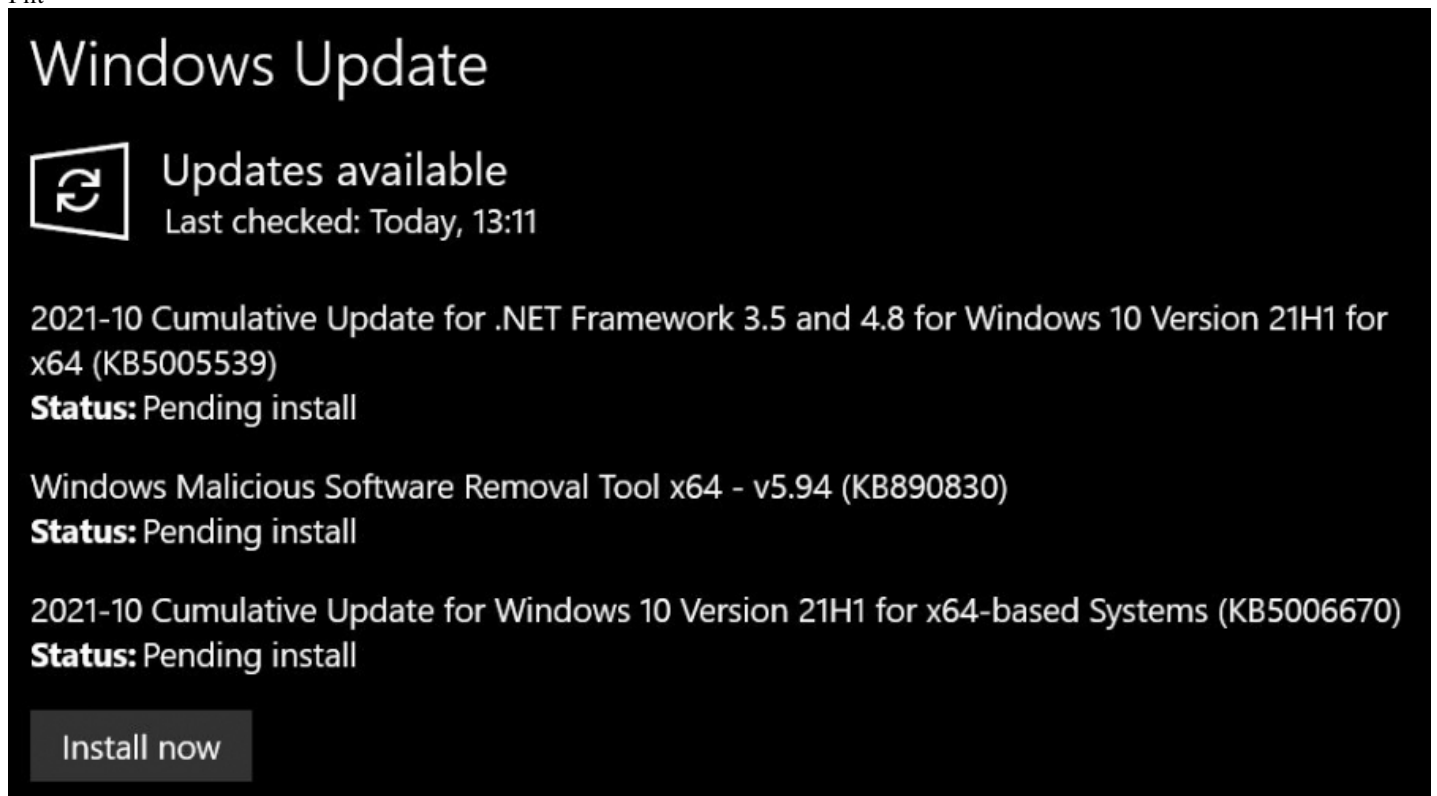 Windows Update
Updates available
Last checked: Today, 13:11
2021-10 Cumulative Update for .NET Framework 3.5 and 4.8 for Windows 10 Version 21H1 for
x64 (KB5005539)
Status: Pending install
Windows Malicious Software Removal Tool x64 - v5.94 (KB890830)
Status: Pending install
2021-10 Cumulative Update for Windows 10 Version 21H1 for x64-based Systems (KB5006670)
Status: Pending install
Install now